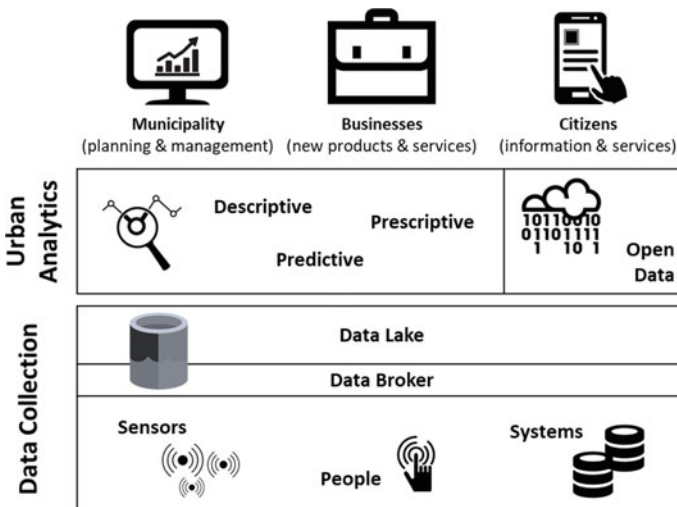 Municipality
(planning & management)
Businesses
(new products & services)
Citizens
(information & services)
Urban
Analytics
Descriptive
Prescriptive
Predictive
10110010
01101111
1 10 1
Open
Data
Data Collection
Data Lake
Data Broker
Sensors
People
Systems